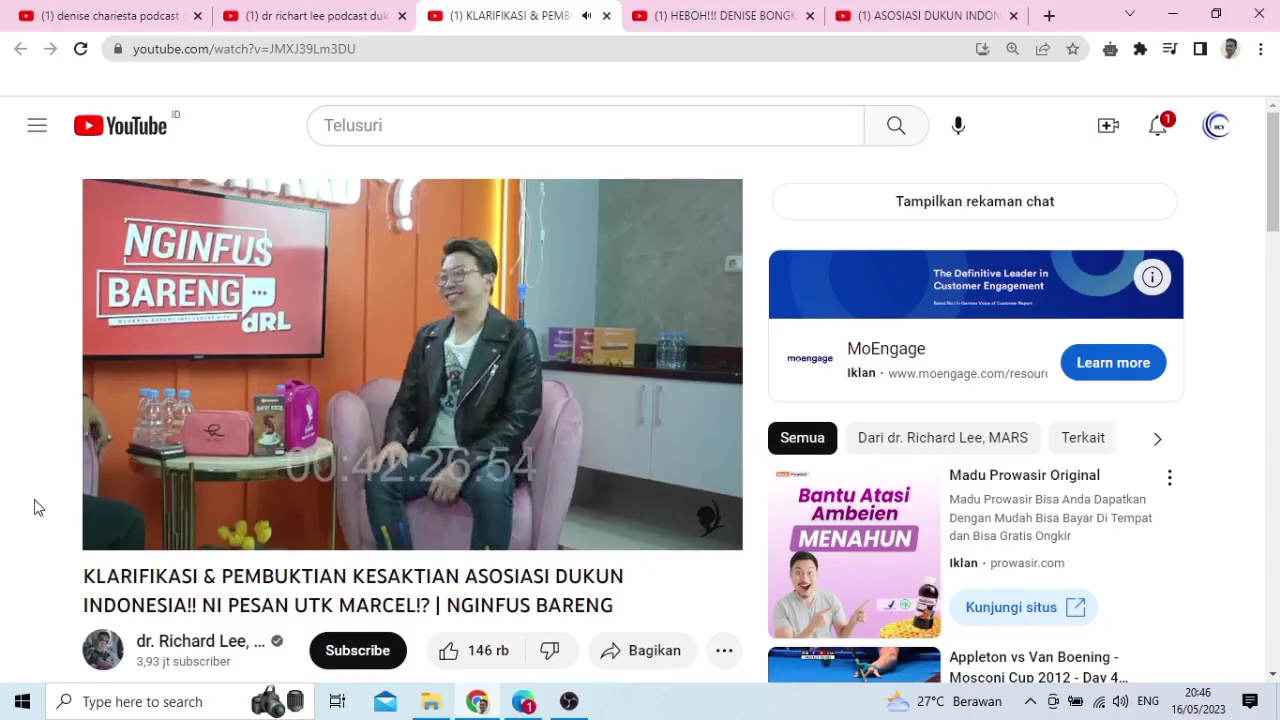 (1) denise chariesta podcast
(1) dr richart lee podcast duk
(1) KLARIFIKASI & PEMBU
(1) HEBOH!! DENISE BONGK
(1) ASOSIASI DUKUN INDON
youtube.com/watch?v=JMXJ39Lm3DU
YouTube ID
Telusuri
1
Tampilkan rekaman chat
NGINFUS
BARENG
dRL
00:42:26:54
The Definitive Leader in
Customer Engagement
MoEngage
moengage
Iklan · www.moengage.com/resourc
Learn more
Semua
Dari dr. Richard Lee, MARS
Terkait
Bantu Atasi
Ambeien
MENAHUN
Madu Prowasir Original
Madu Prowasir Bisa Anda Dapatkan
Dengan Mudah Bisa Bayar Di Tempat
dan Bisa Gratis Ongkir
Iklan · prowasir.com
Kunjungi situs
KLARIFIKASI & PEMBUKTIAN KESAKTIAN ASOSIASI DUKUN
INDONESIA!! NI PESAN UTK MARCEL!? | NGINFUS BARENG
dr. Richard Lee, ...
3,93 jt subscriber
Subscribe
146 rb
Bagikan
Appleton vs Van Boening -
Mosconi Cup 2012 - Day 4...
Type here to search
1
27°C Berawan
ENG
20:46
16/05/2023